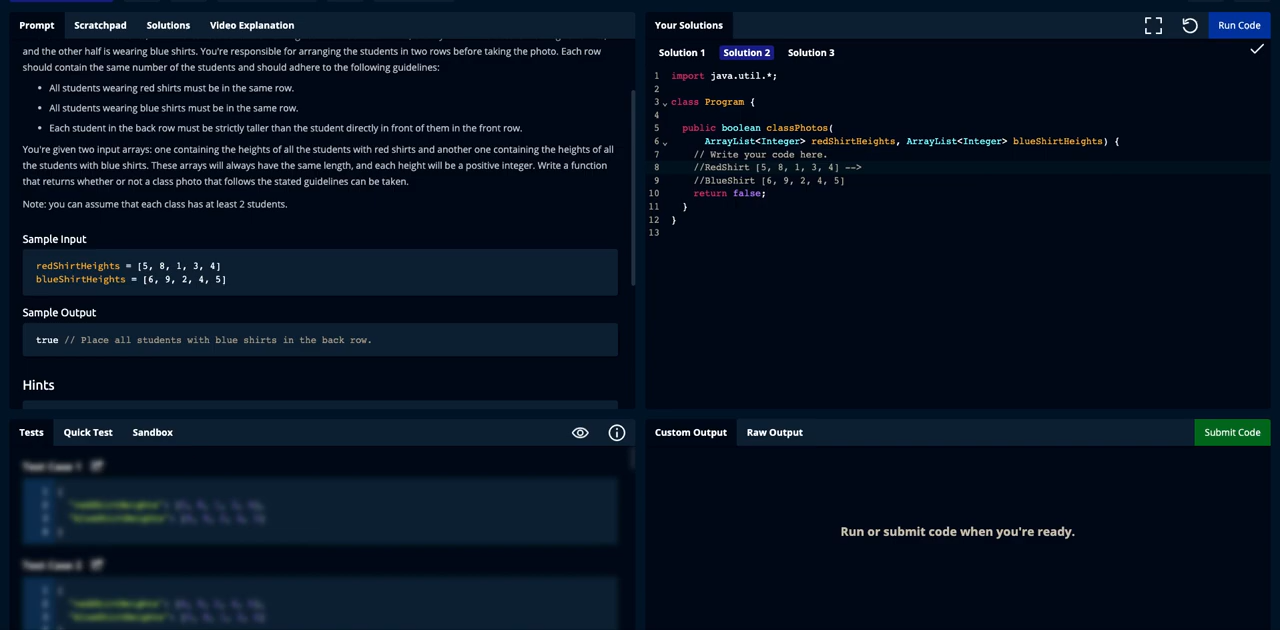 Prompt
Scratchpad
Solutions
Video Explanation
and the other half is wearing blue shirts. You're responsible for arranging the students in two rows before taking the photo. Each row
should contain the same number of the students and should adhere to the following guidelines:
• All students wearing red shirts must be in the same row.
• All students wearing blue shirts must be in the same row.
• Each student in the back row must be strictly taller than the student directly in front of them in the front row.
You're given two input arrays: one containing the heights of all the students with red shirts and another one containing the heights of all
the students with blue shirts. These arrays will always have the same length, and each height will be a positive integer. Write a function
that returns whether or not a class photo that follows the stated guidelines can be taken.
Note: you can assume that each class has at least 2 students.
Sample Input
redShirtHeights = [5, 8, 1, 3, 4]
blueShirtHeights = [6, 9, 2, 4, 5]
Sample Output
true // Place all students with blue shirts in the back row.
Hints
Your Solutions
Run Code
Solution 1
Solution 2
Solution 3
1 import java.util.*;
2
3 class Program {
4
5 public boolean classPhotos(
6 ArrayList<Integer> redShirtHeights, ArrayList<Integer> blueShirtHeights) {
7 // Write your code here.
8 //RedShirt [5, 8, 1, 3, 4] -->
9 //BlueShirt [6, 9, 2, 4, 5]
10 return false;
11 }
12 }
13
Tests
Quick Test
Sandbox
Test Case 1
Test Case 2
Custom Output
Raw Output
Submit Code
Run or submit code when you're ready.